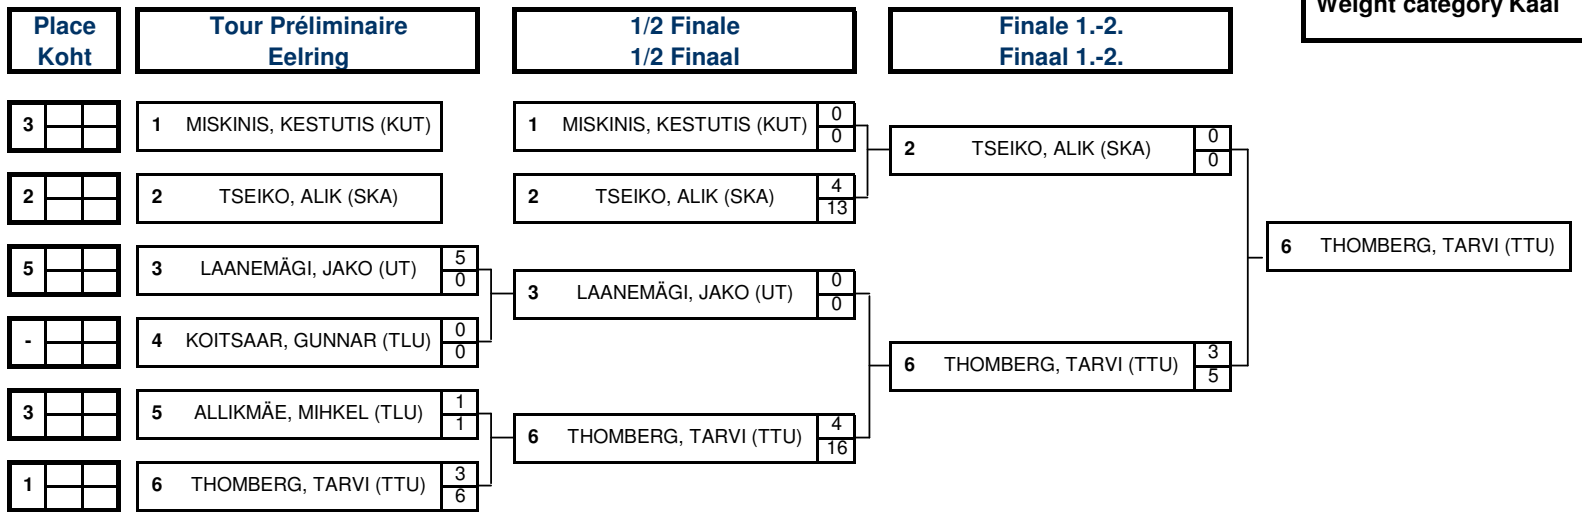 Weight category Kaal
Place Tour Préliminaire 1/2 Finale Finale 1.-2.
Koht Eelring 1/2 Finaal Finaal 1.-2.
3 1 MISKINIS, KESTUTIS (KUT) 1 MISKINIS, KESTUTIS (KUT) 0
0
2 TSEIKO, ALIK (SKA) 0
0
2 2 TSEIKO, ALIK (SKA) 2 TSEIKO, ALIK (SKA) 4
13
6 THOMBERG, TARVI (TTU)
5 3 LAANEMÄGI, JAKO (UT) 5
0
3 LAANEMÄGI, JAKO (UT) 0
0
- 4 KOITSAAR, GUNNAR (TLU) 0
0
6 THOMBERG, TARVI (TTU) 3
5
3 5 ALLIKMÄE, MIHKEL (TLU) 1
1
6 THOMBERG, TARVI (TTU) 4
16
1 6 THOMBERG, TARVI (TTU) 3
6